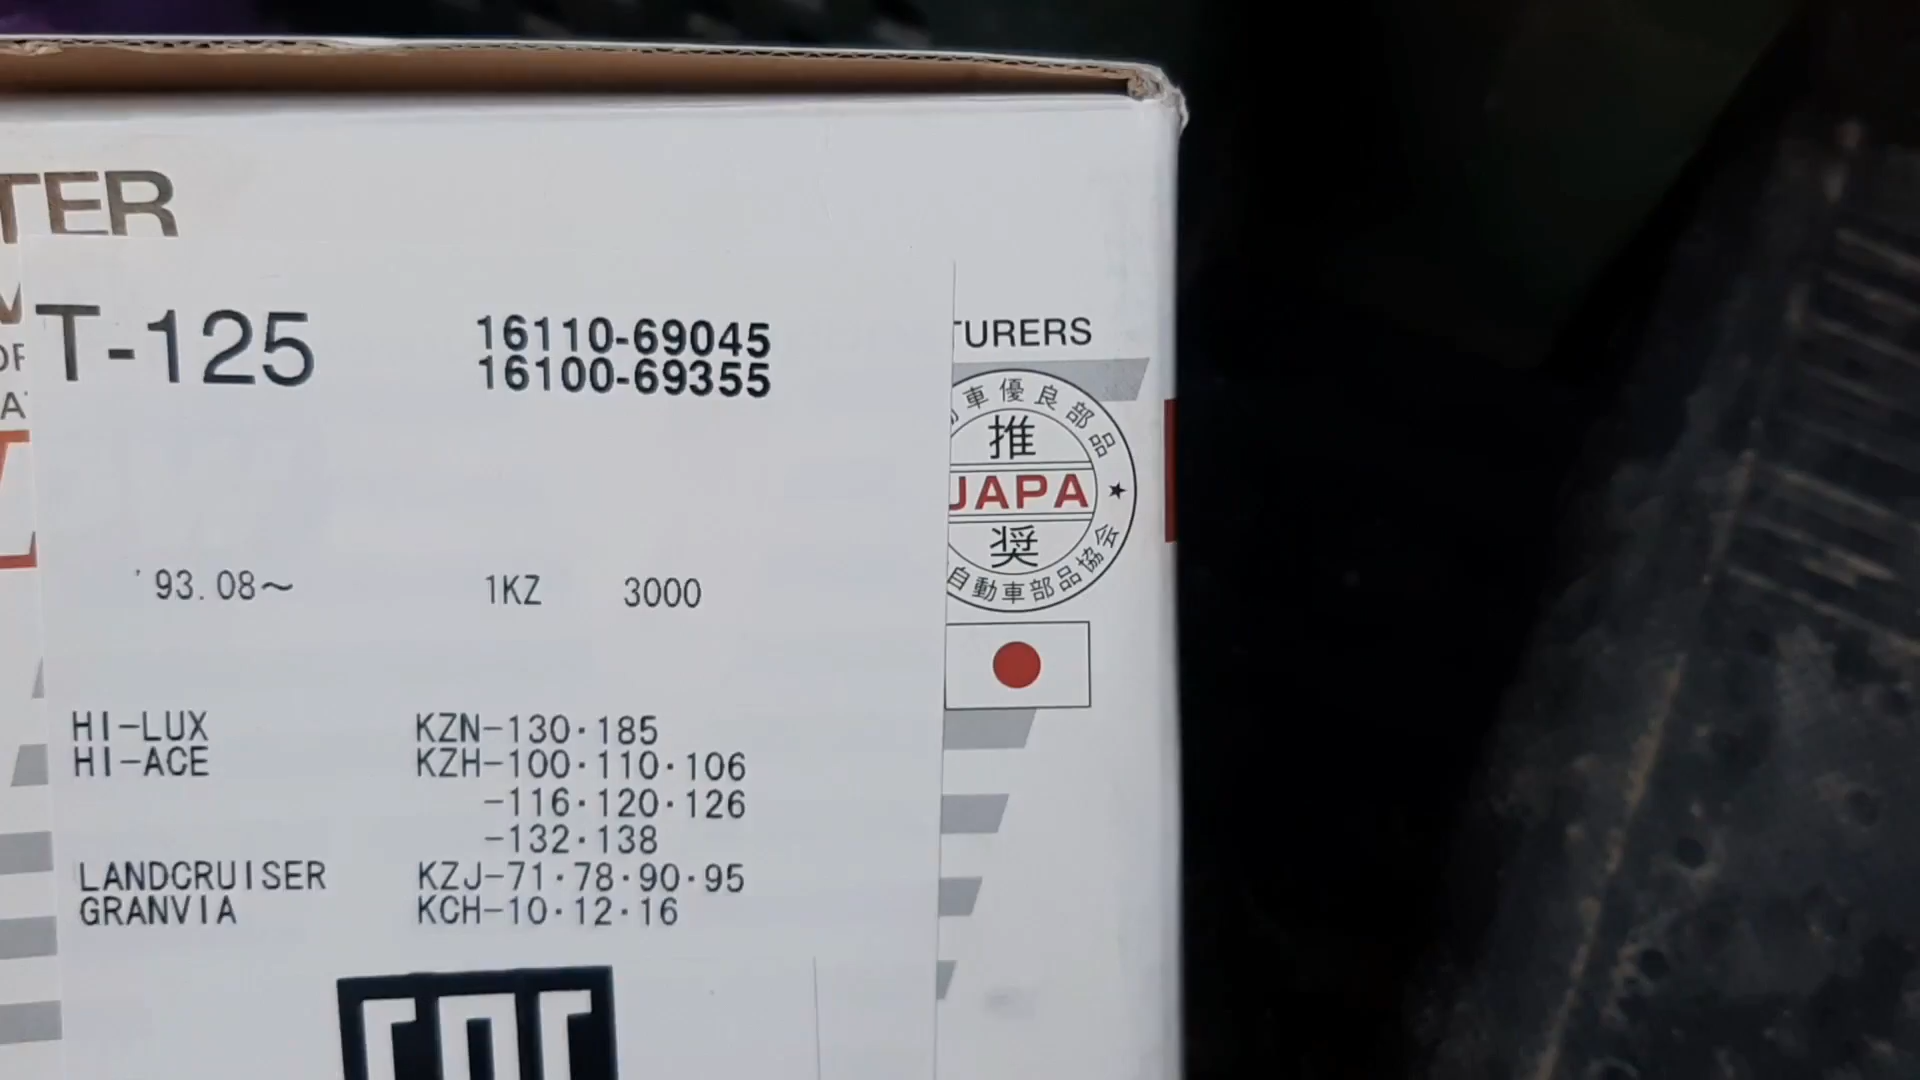 TER
T-125
16110-69045
16100-69355
TURERS
車優良部品
推
JAPA
奨
自動車部品協会
'93.08~ 1KZ 3000
HI-LUX KZN-130·185
HI-ACE KZH-100·110·106
-116·120·126
-132·138
LANDCRUISER KZJ-71·78·90·95
GRANVIA KCH-10·12·16